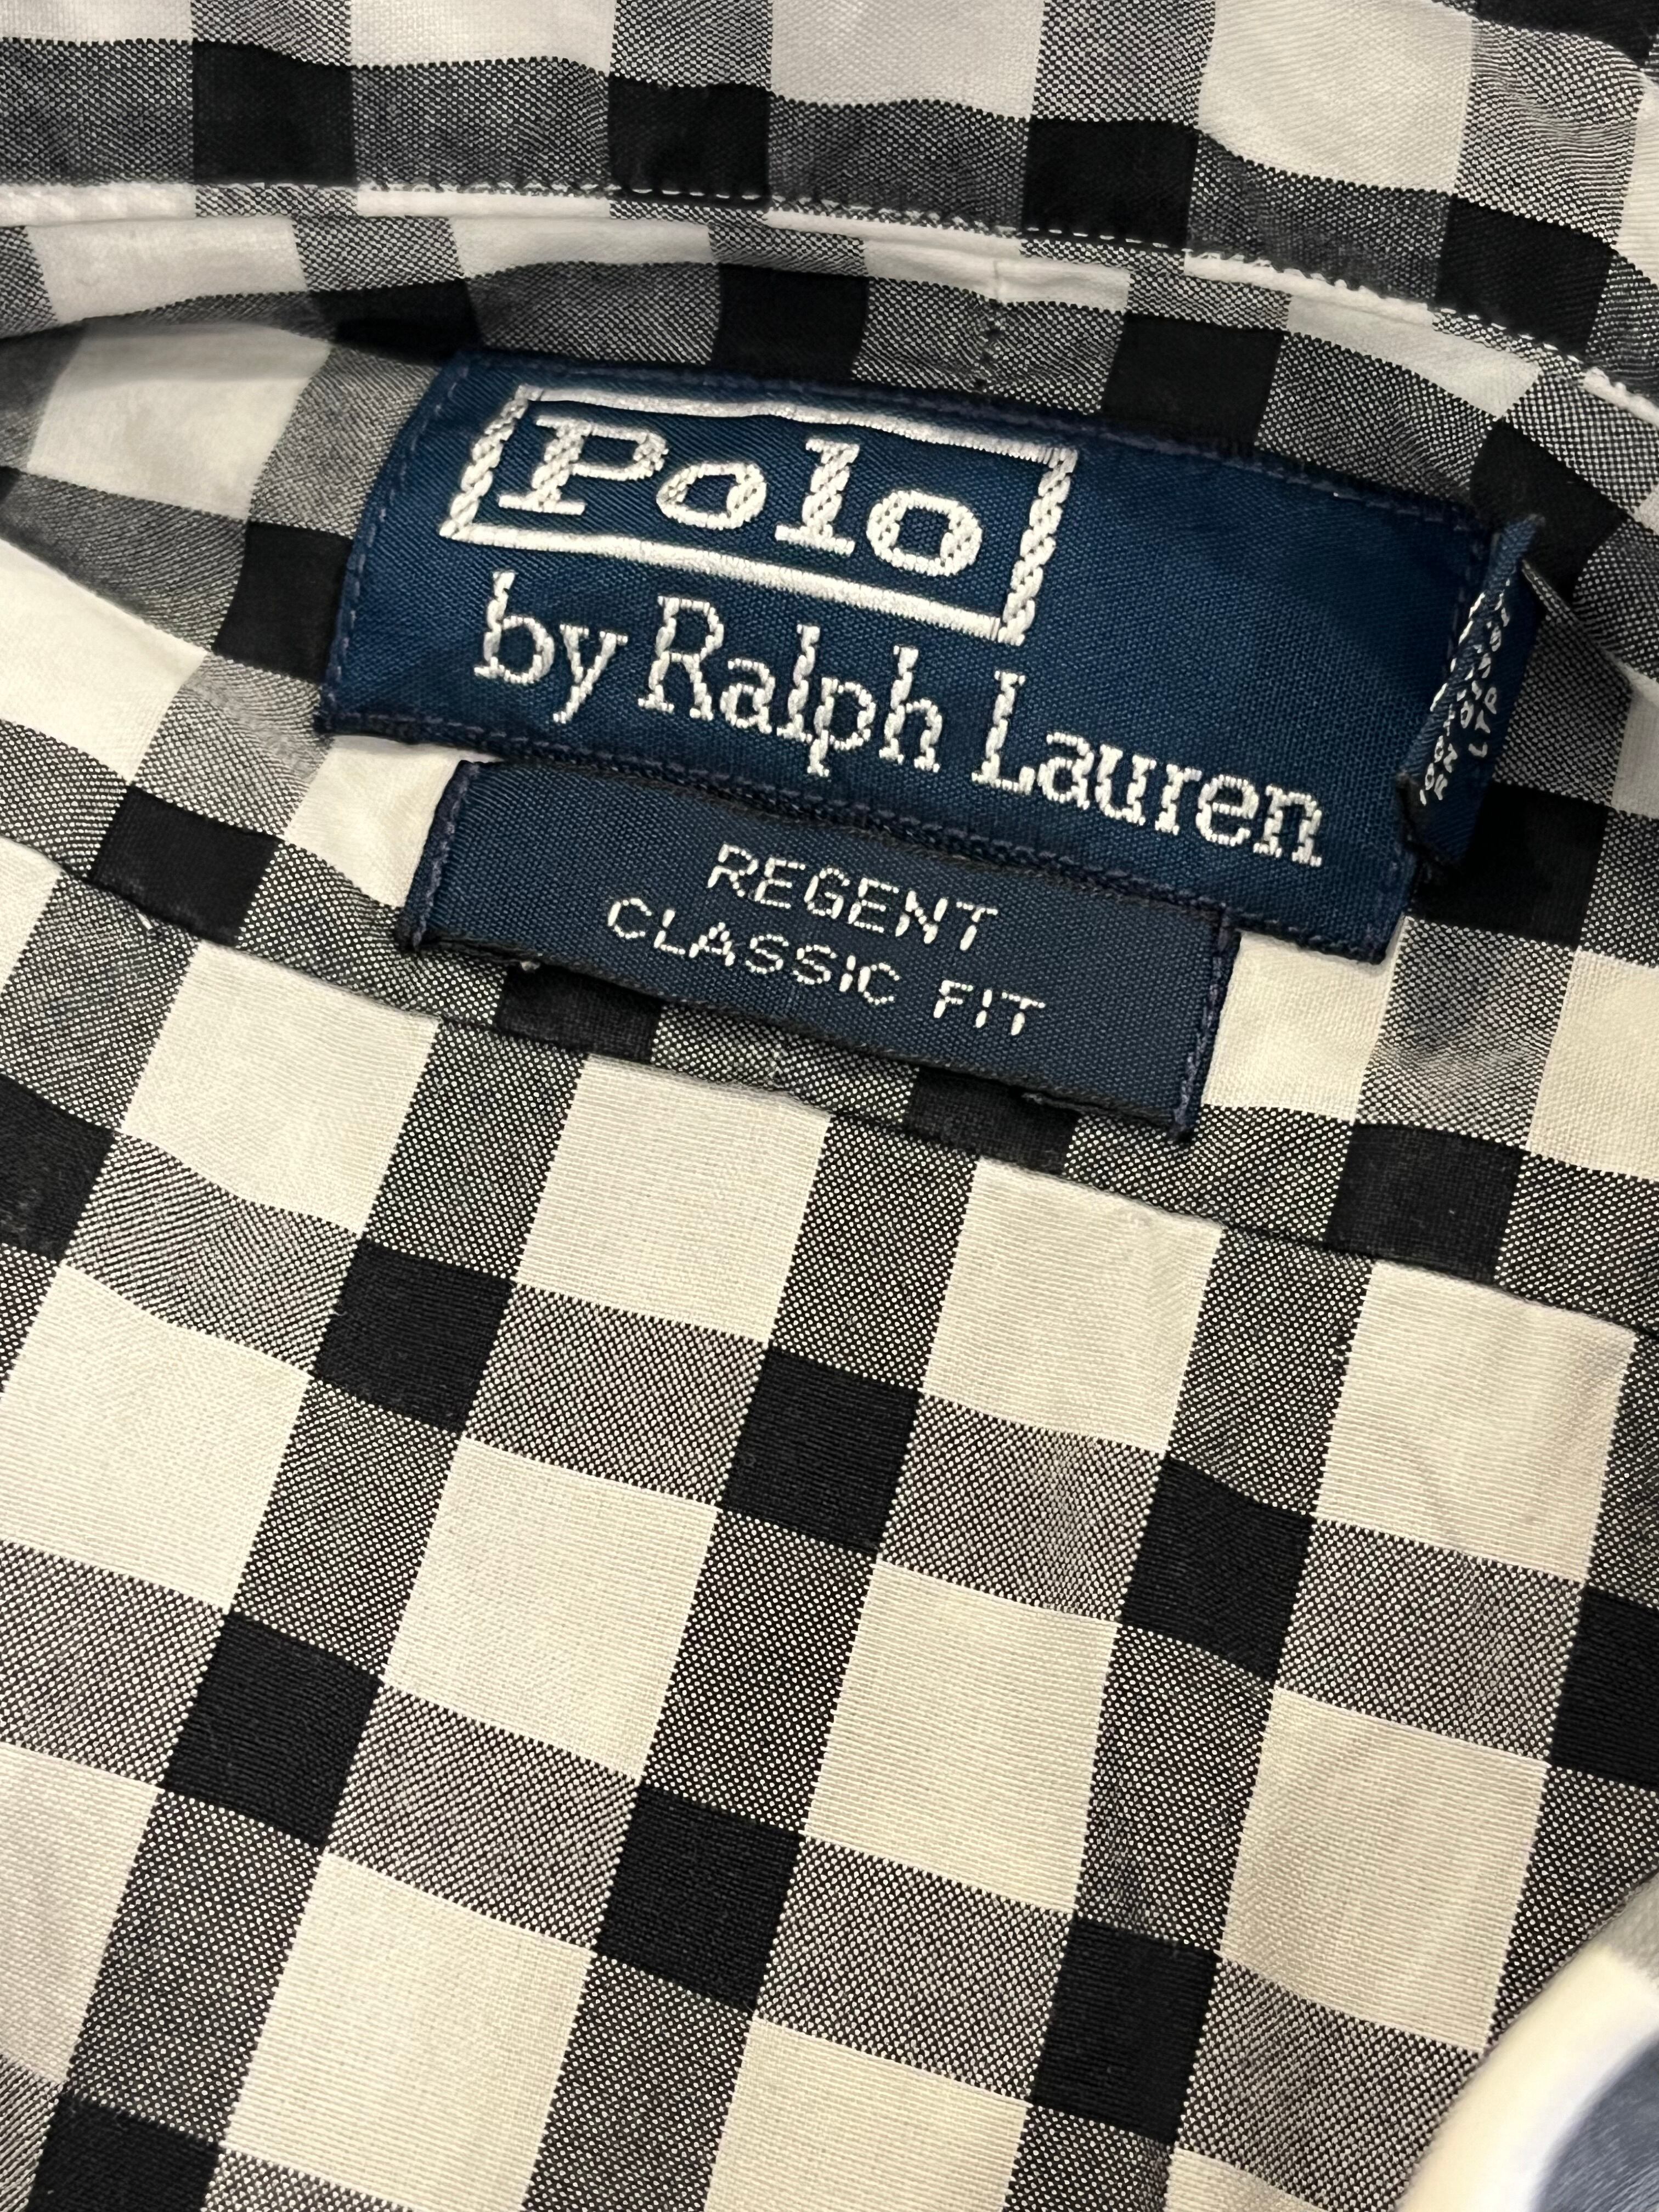 Polo
by Ralph Lauren
REGENT
CLASSIC FIT